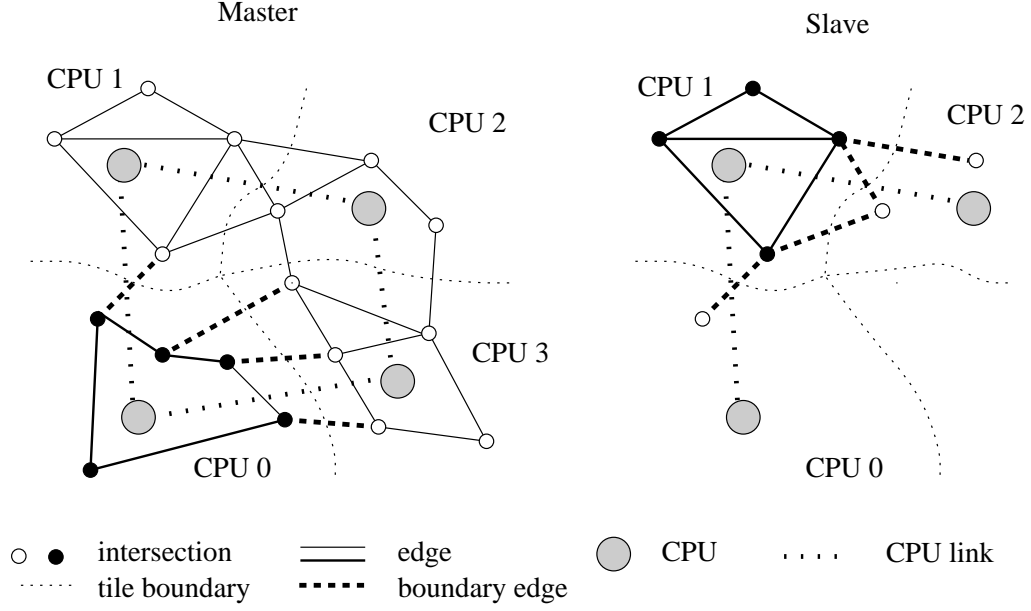 Master
Slave
CPU 1
CPU 2
CPU 3
CPU 0
CPU 1
CPU 2
CPU 0
intersection
edge
CPU
CPU link
tile boundary
boundary edge